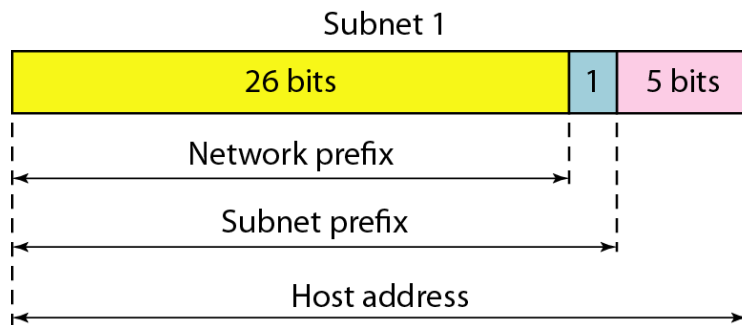 Subnet 1
26 bits 1 5 bits
Network prefix
Subnet prefix
Host address